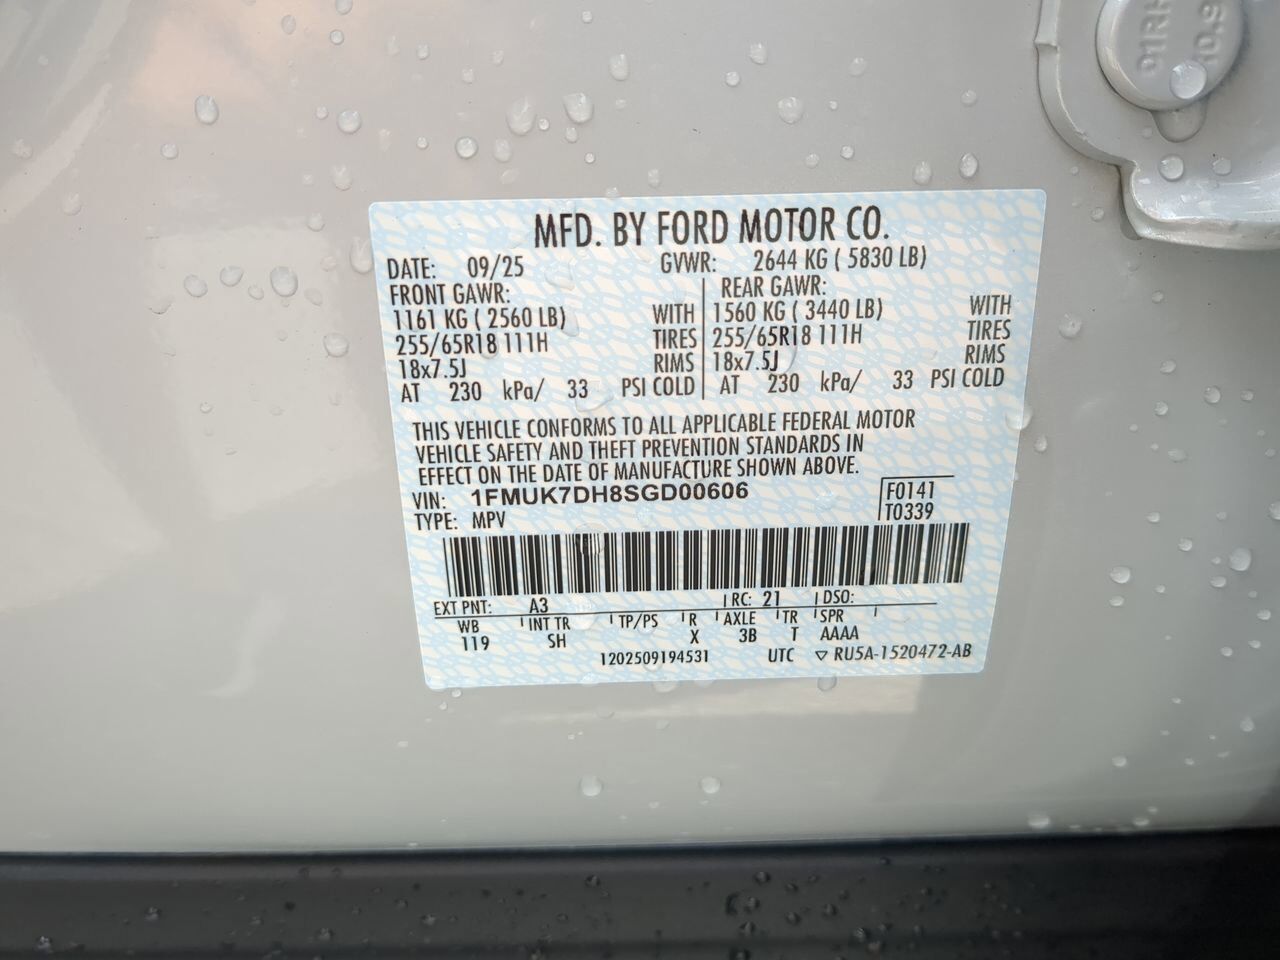 01RH
10.9
MFD. BY FORD MOTOR CO.
DATE: 09/25 GVWR: 2644 KG ( 5830 LB)
FRONT GAWR: REAR GAWR:
1161 KG ( 2560 LB) WITH 1560 KG ( 3440 LB) WITH
255/65R18 111H TIRES 255/65R18 111H TIRES
18x7.5J RIMS 18x7.5J RIMS
AT 230 kPa/ 33 PSI COLD AT 230 kPa/ 33 PSI COLD
THIS VEHICLE CONFORMS TO ALL APPLICABLE FEDERAL MOTOR
VEHICLE SAFETY AND THEFT PREVENTION STANDARDS IN
EFFECT ON THE DATE OF MANUFACTURE SHOWN ABOVE.
VIN: 1FMUK7DH8SGD00606 F0141
TYPE: MPV T0339
EXT PNT: A3 RC: 21 DSO:
WB INT TR TP/PS R AXLE TR SPR
119 SH X 3B T AAAA
1202509194531 UTC ▽ RU5A-1520472-AB